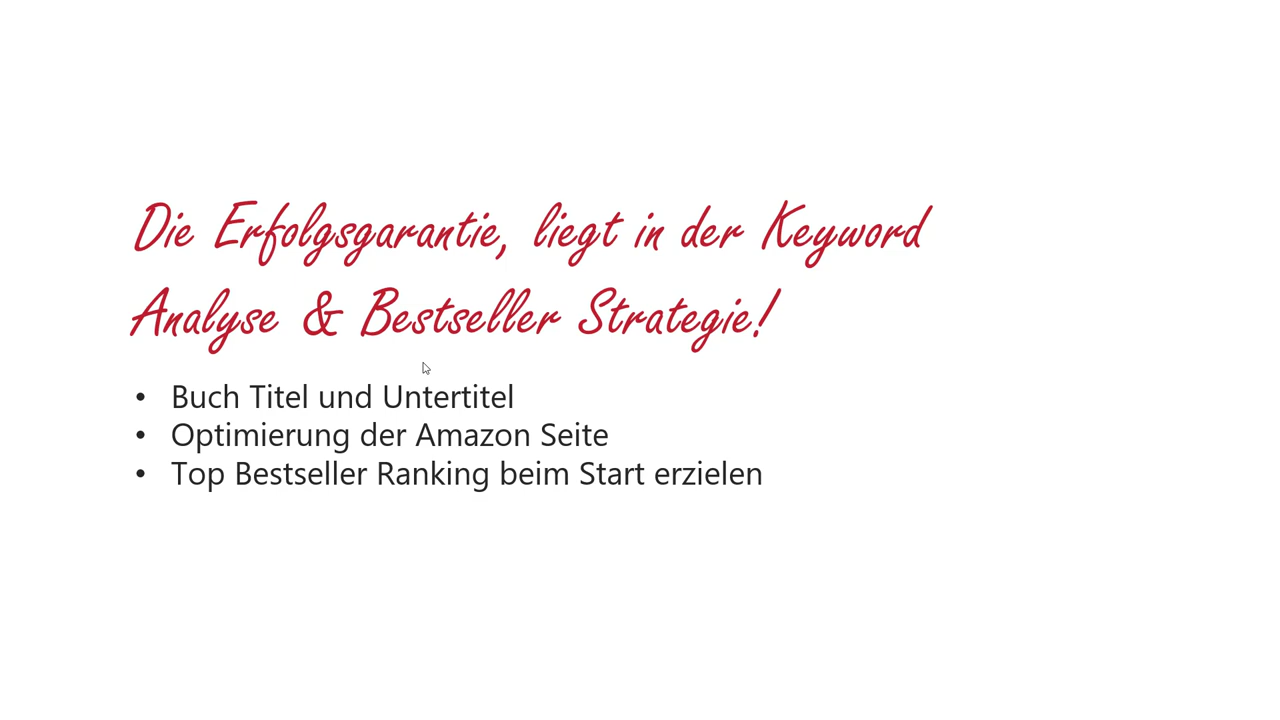 Die Erfolgsgarantie, liegt in der Keyword
Analyse & Bestseller Strategie!
• Buch Titel und Untertitel
• Optimierung der Amazon Seite
• Top Bestseller Ranking beim Start erzielen